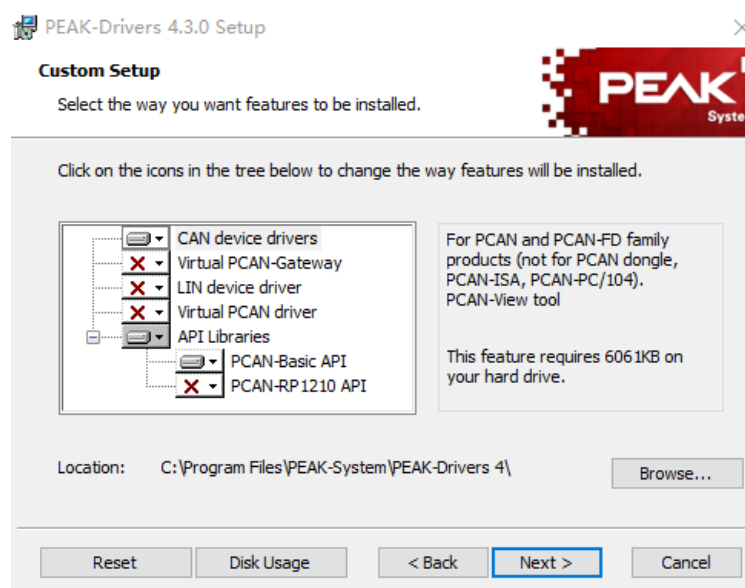 PEAK-Drivers 4.3.0 Setup
Custom Setup
Select the way you want features to be installed.
PEAK
Click on the icons in the tree below to change the way features will be installed.
CAN device drivers
Virtual PCAN-Gateway
LIN device driver
Virtual PCAN driver
API Libraries
PCAN-Basic API
PCAN-RP1210 API
For PCAN and PCAN-FD family
products (not for PCAN dongle,
PCAN-ISA, PCAN-PC/104).
PCAN-View tool
This feature requires 6061KB on
your hard drive.
Location: C:\Program Files\PEAK-System\PEAK-Drivers 4\
Browse...
Reset Disk Usage < Back Next > Cancel